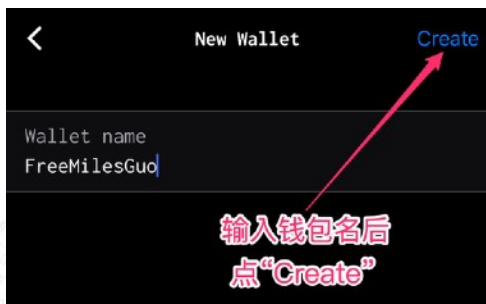 New Wallet Create
Wallet name
FreeMilesGuo
输入钱包名后
点“Create”